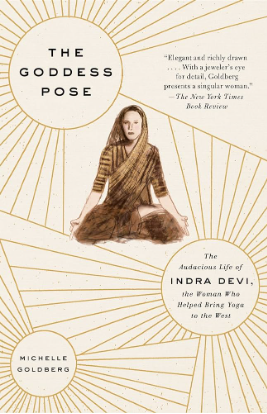 THE
GODDESS
POSE
“Elegant and richly drawn
. . . . With a jeweler's eye
for detail, Goldberg
presents a singular woman.”
—The New York Times
Book Review
The
Audacious Life of
INDRA DEVI,
the Woman Who
Helped Bring Yoga
to the West
MICHELLE
GOLDBERG